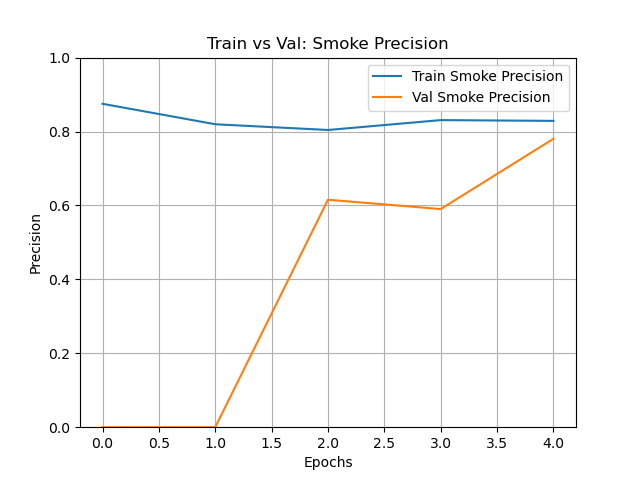 Train vs Val: Smoke Precision
Train Smoke Precision
Val Smoke Precision
1.0
0.8
0.6
0.4
0.2
0.0
Precision
0.0 0.5 1.0 1.5 2.0 2.5 3.0 3.5 4.0
Epochs